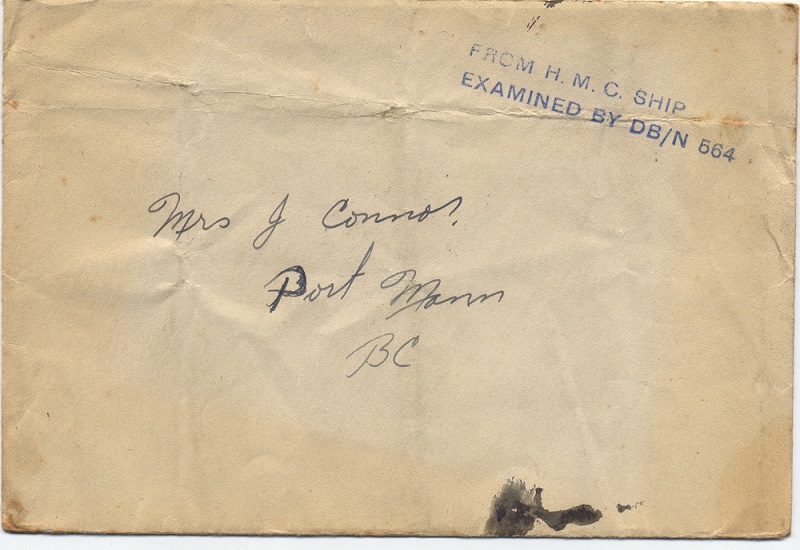 FROM H. M. C. SHIP
EXAMINED BY DB/N 564
Mrs J Connor
Port Mann
BC